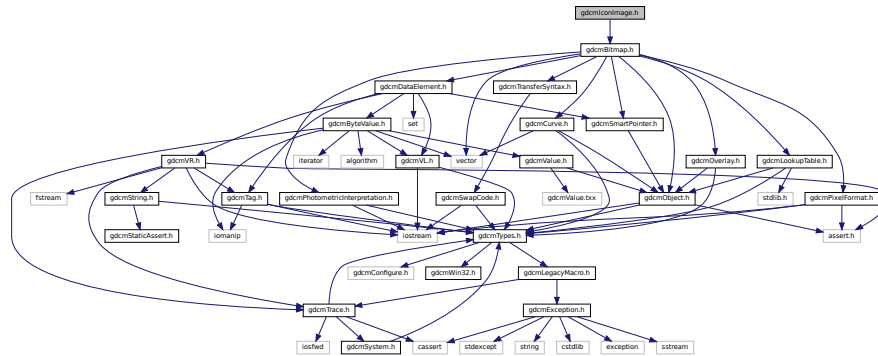 gdcmIconImage.h
gdcmBitmap.h
gdcmDataElement.h
gdcmTransferSyntax.h
gdcmByteValue.h
set
gdcmCurve.h
gdcmSmartPointer.h
gdcmVR.h
iterator
algorithm
gdcmVL.h
vector
gdcmValue.h
gdcmOverlay.h
gdcmLookupTable.h
fstream
gdcmString.h
gdcmTag.h
gdcmPhotometricInterpretation.h
gdcmSwapCode.h
gdcmValue.txx
gdcmObject.h
stdlib.h
gdcmPixelFormat.h
gdcmStaticAssert.h
iomanip
iostream
gdcmTypes.h
assert.h
gdcmConfigure.h
gdcmWin32.h
gdcmLegacyMacro.h
gdcmTrace.h
gdcmException.h
iosfwd
gdcmSystem.h
cassert
stdexcept
string
cstdlib
exception
sstream